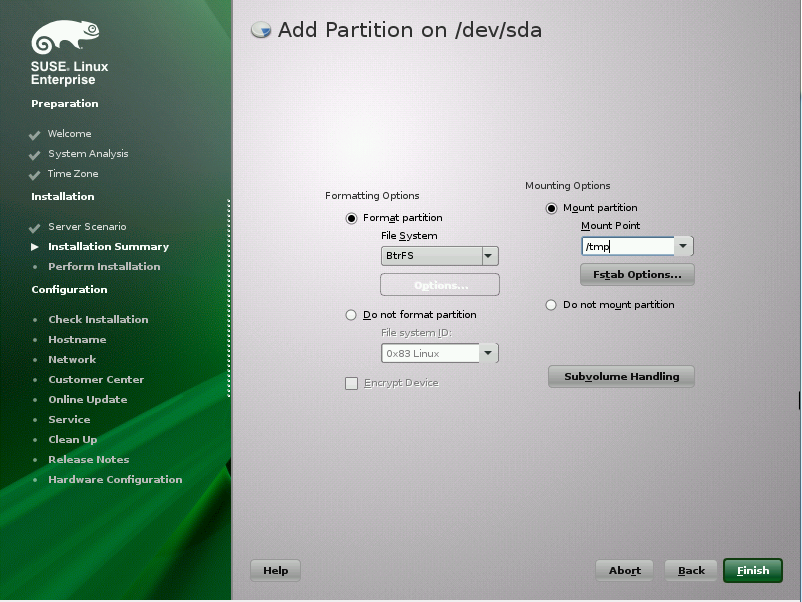 SUSE. Linux
Enterprise
Preparation
Welcome
System Analysis
Time Zone
Installation
Server Scenario
Installation Summary
Perform Installation
Configuration
Check Installation
Hostname
Network
Customer Center
Online Update
Service
Clean Up
Release Notes
Hardware Configuration
Add Partition on /dev/sda
Formatting Options
Format partition
File System
BtrFS
Options...
Do not format partition
File system ID:
0x83 Linux
Encrypt Device
Mounting Options
Mount partition
Mount Point
/tmp
Fstab Options...
Do not mount partition
Subvolume Handling
Help
Abort
Back
Finish